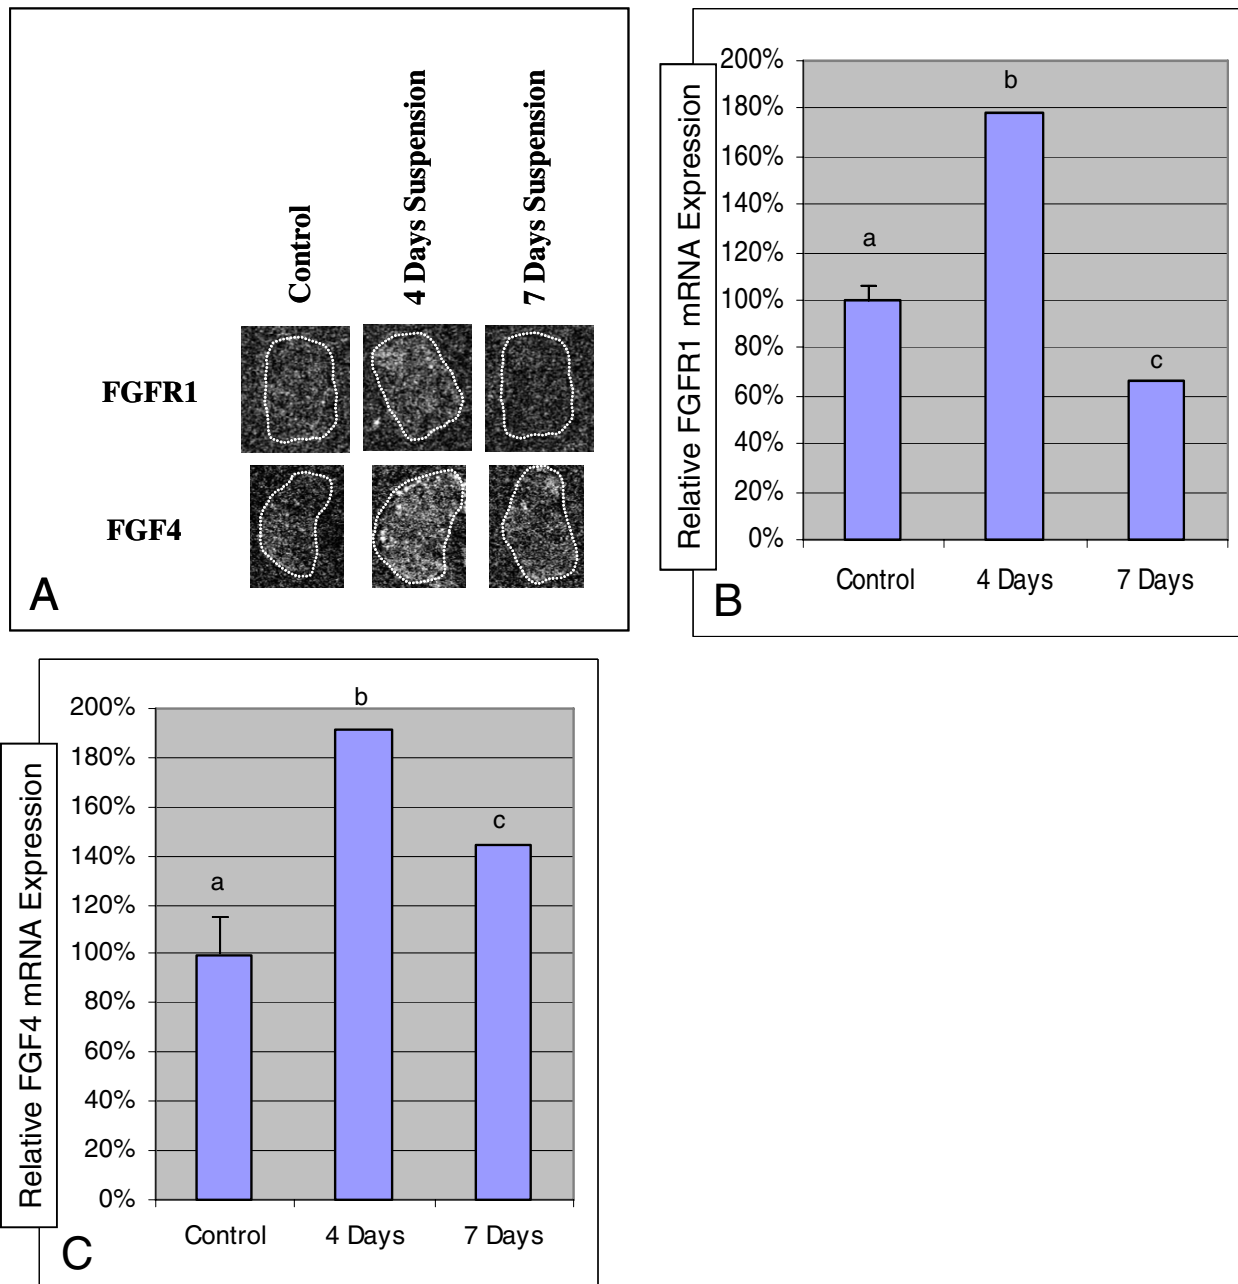 Control
4 Days Suspension
7 Days Suspension
FGFR1
FGF4
A
Relative FGFR1 mRNA Expression
200%
180%
160%
140%
120%
100%
80%
60%
40%
20%
0%
a
b
c
Control 4 Days 7 Days
B
Relative FGF4 mRNA Expression
200%
180%
160%
140%
120%
100%
80%
60%
40%
20%
0%
a
b
c
Control 4 Days 7 Days
C